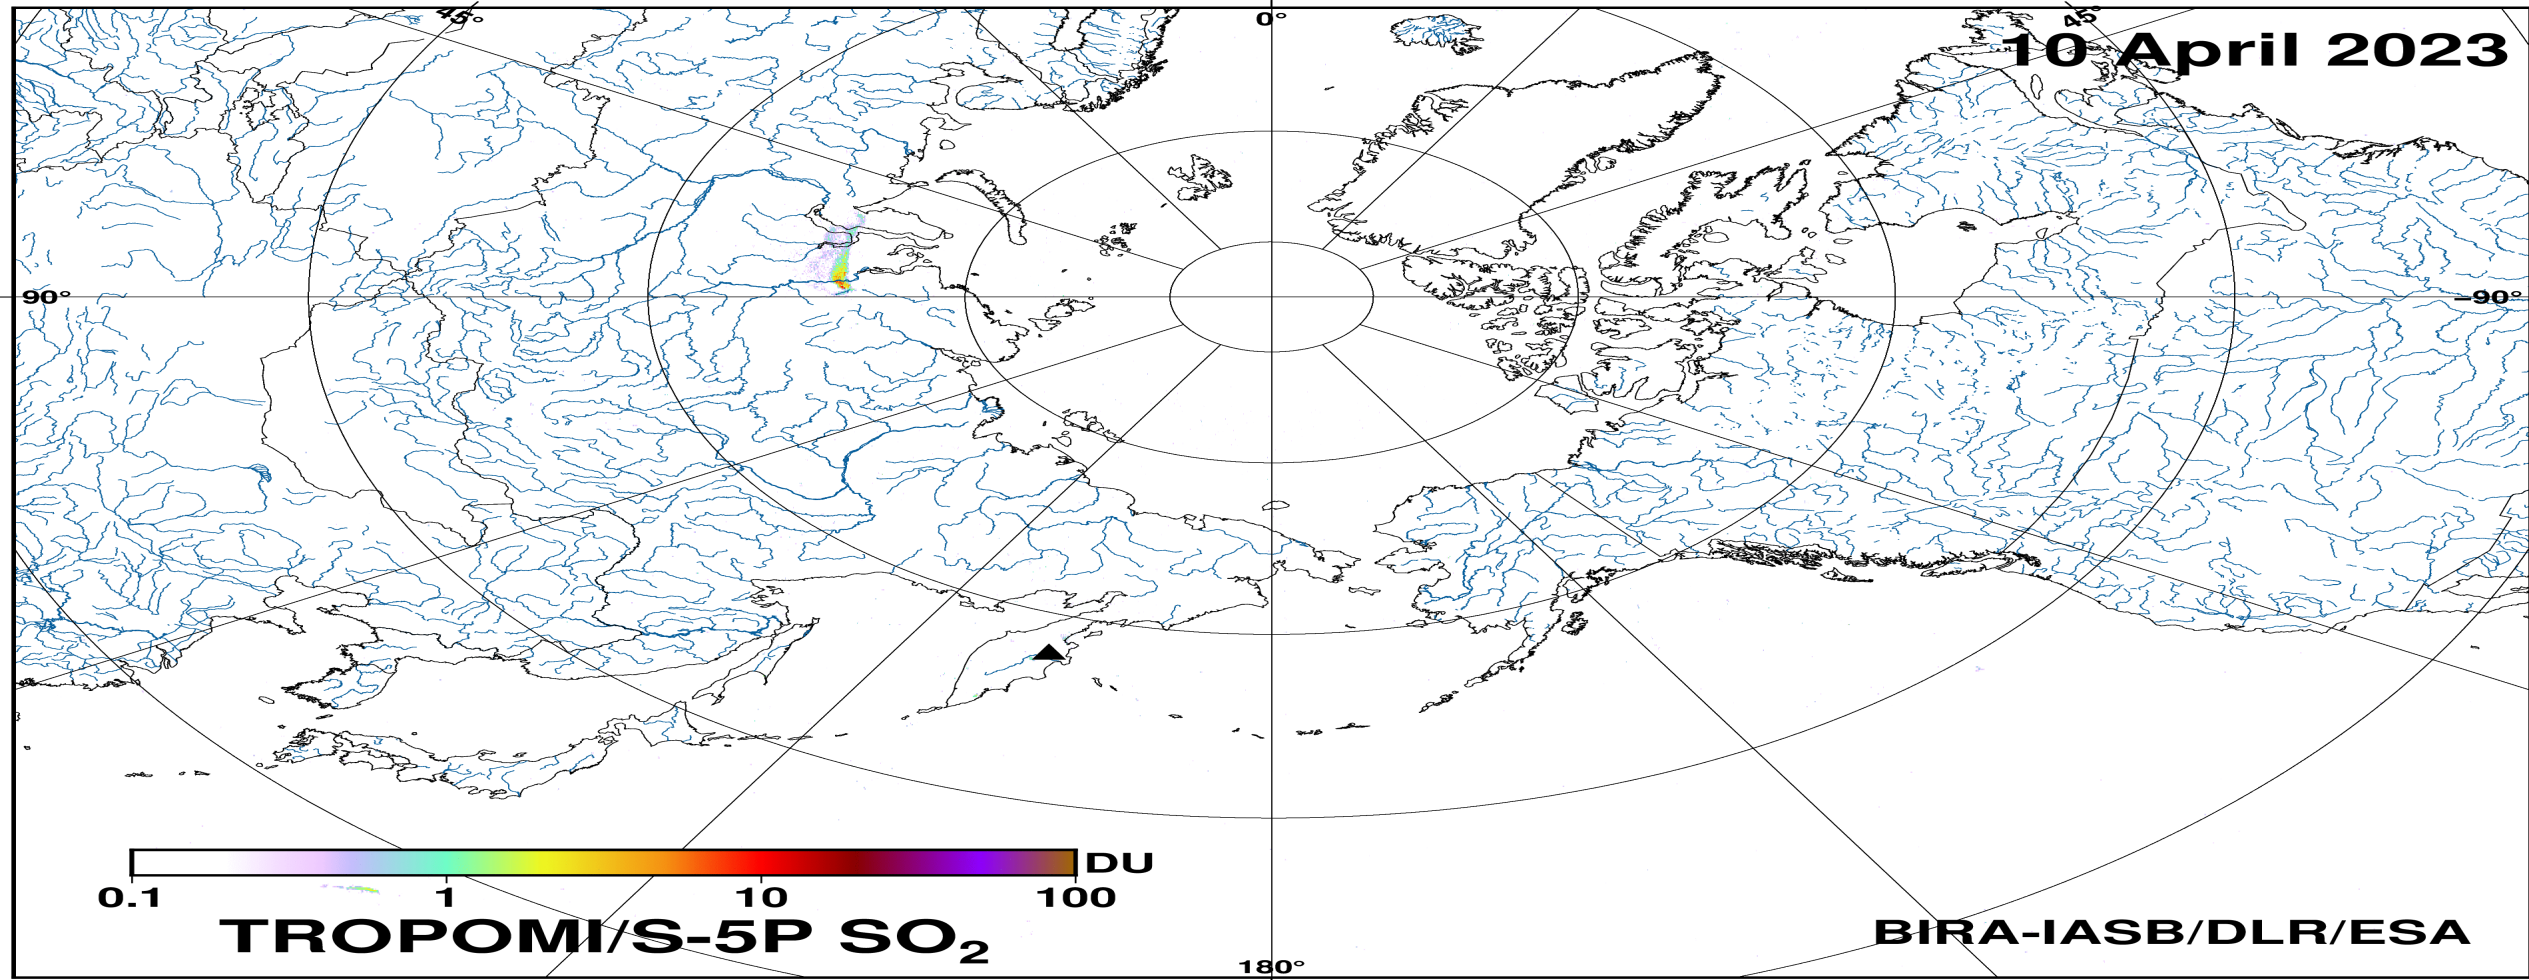 45°
0°
45°
10 April 2023
90°
−90°
DU
0.1 1 10 100
TROPOMI/S-5P SO₂
BIRA-IASB/DLR/ESA
180°